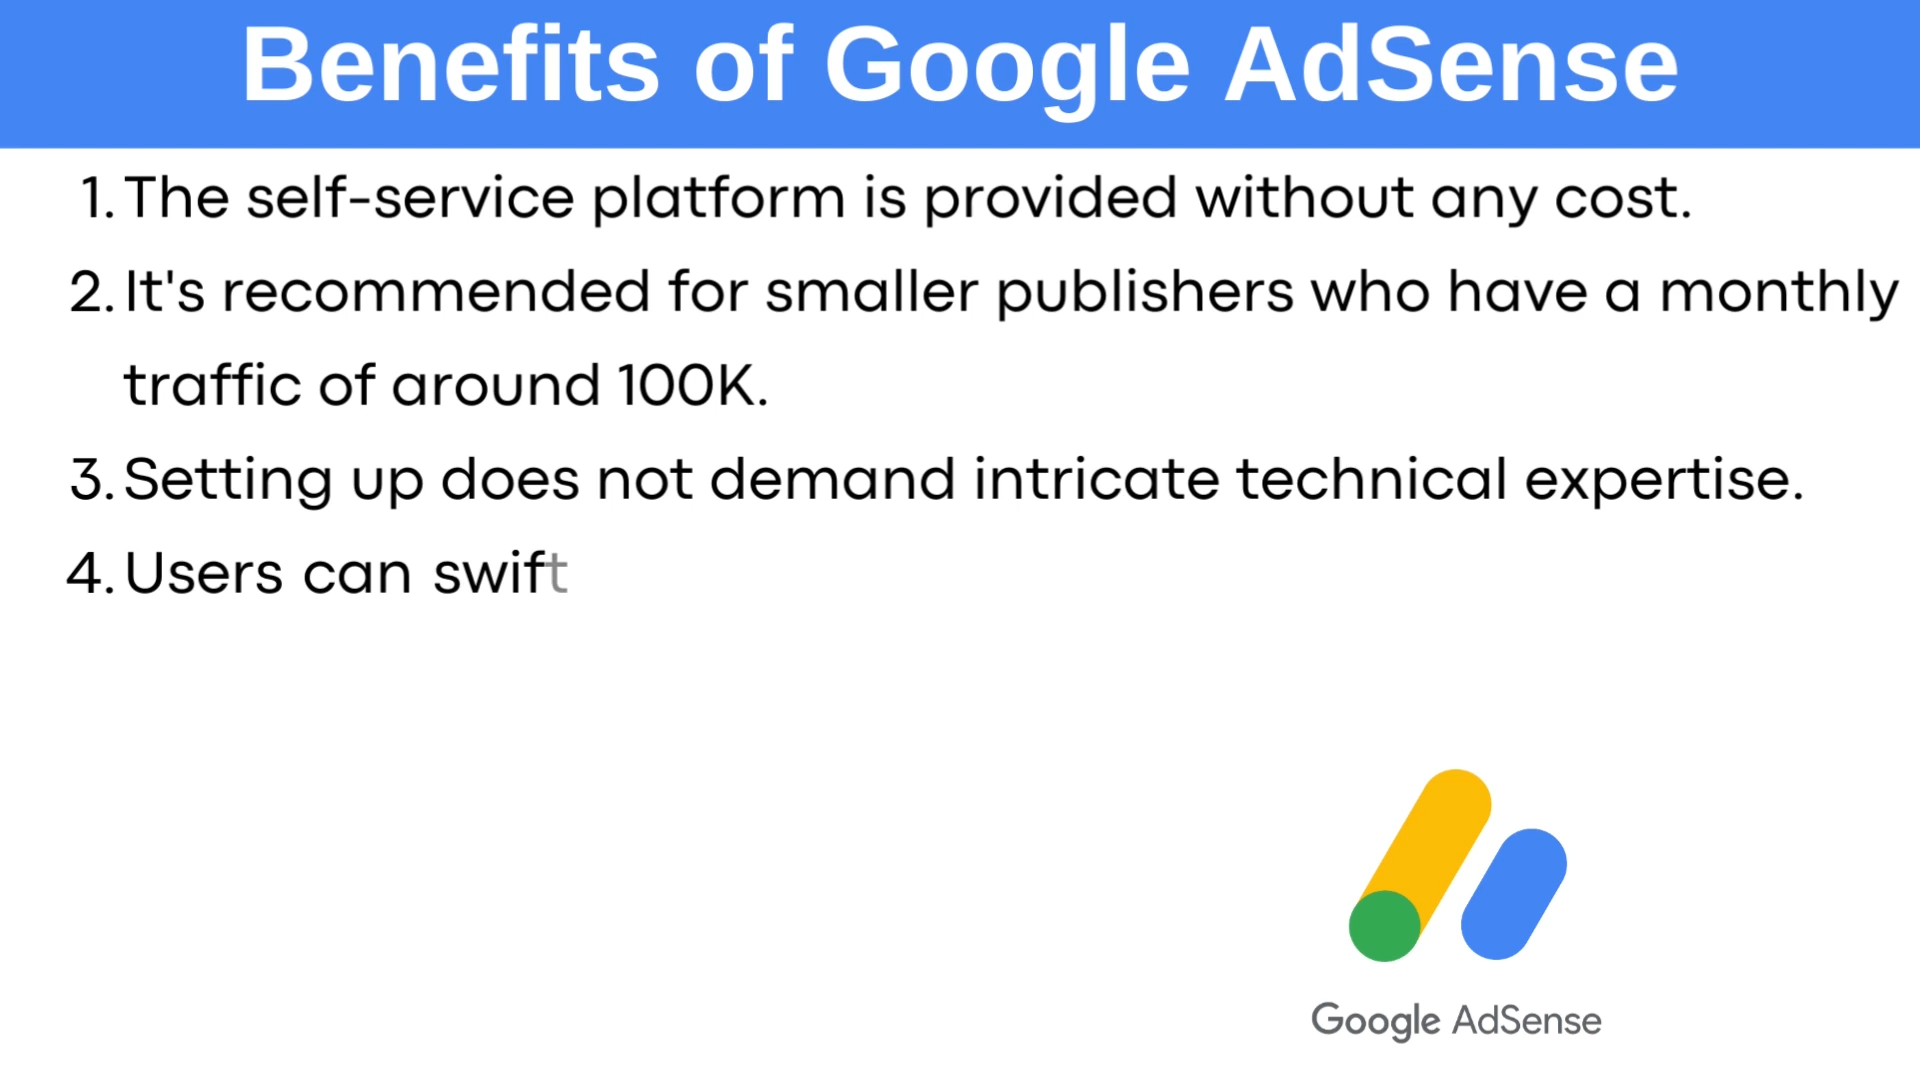 Benefits of Google AdSense
1. The self-service platform is provided without any cost.
2. It's recommended for smaller publishers who have a monthly
traffic of around 100K.
3. Setting up does not demand intricate technical expertise.
4. Users can swift
Google AdSense